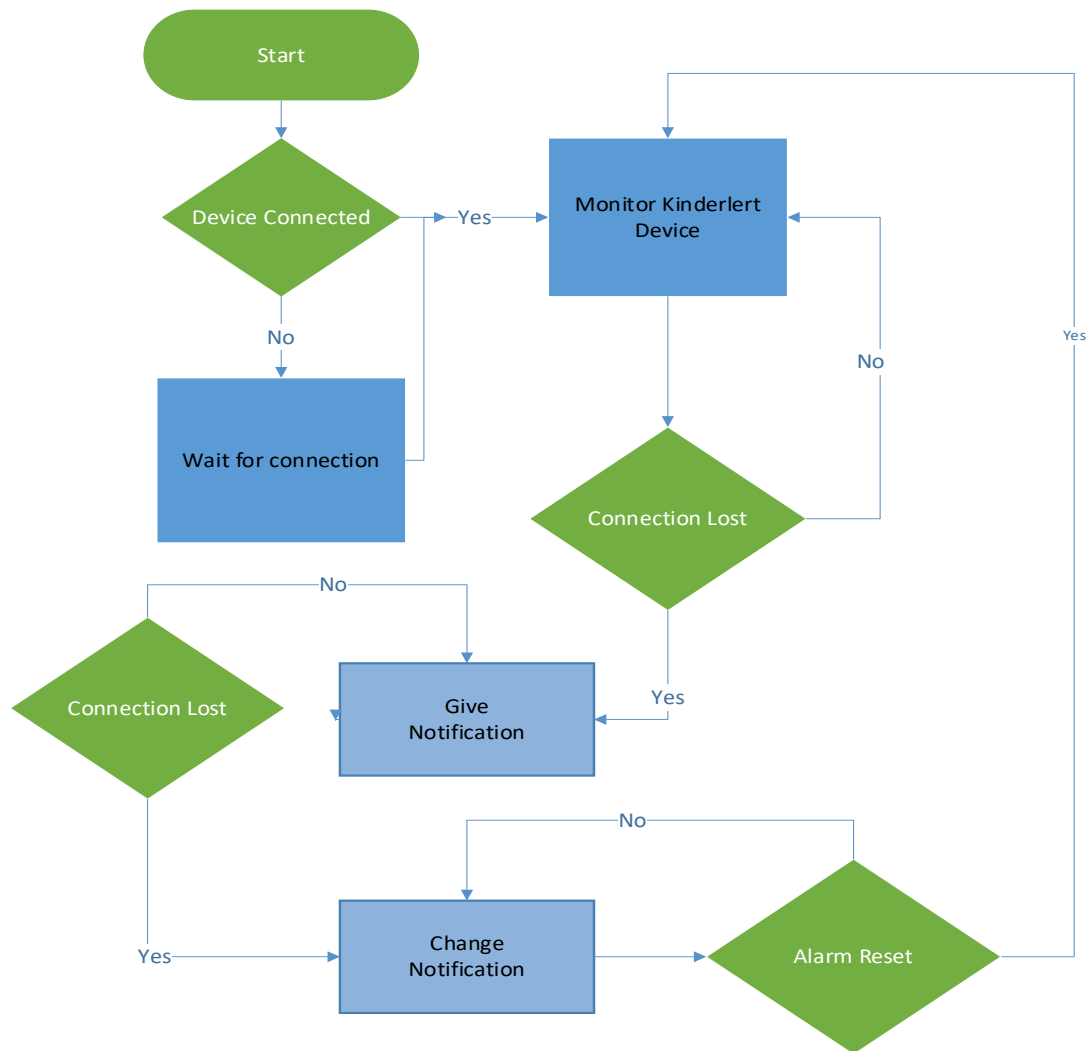 Start
Device Connected
Yes
Monitor Kinderlert
Device
No
Yes
No
Wait for connection
Connection Lost
No
Connection Lost
Give
Notification
Yes
No
Yes
Change
Notification
Alarm Reset